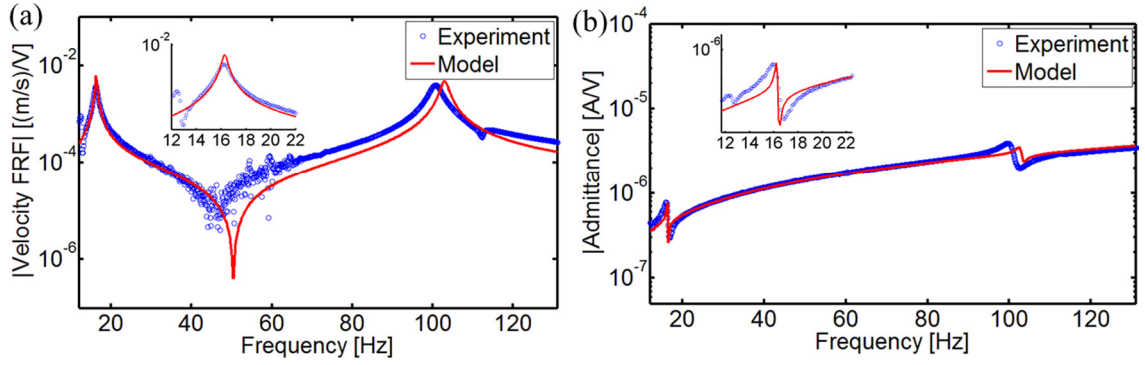 (a)
|Velocity FRF| [(m/s)/V]
10^-2
10^-4
10^-6
20 40 60 80 100 120
Frequency [Hz]
Experiment
Model
10^-2
12 14 16 18 20 22
(b)
|Admittance| [A/V]
10^-4
10^-5
10^-6
10^-7
20 40 60 80 100 120
Frequency [Hz]
Experiment
Model
10^-6
12 14 16 18 20 22